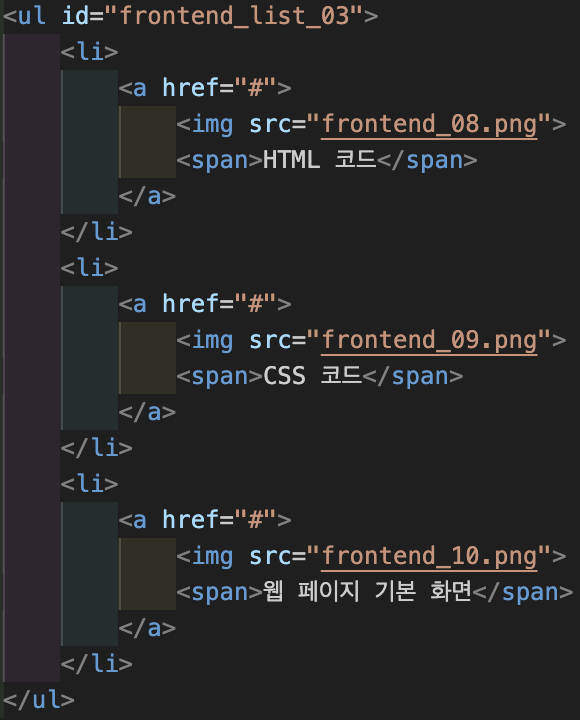 <ul id="frontend_list_03">
<li>
<a href="#">
<img src="frontend_08.png">
<span>HTML 코드</span>
</a>
</li>
<li>
<a href="#">
<img src="frontend_09.png">
<span>CSS 코드</span>
</a>
</li>
<li>
<a href="#">
<img src="frontend_10.png">
<span>웹 페이지 기본 화면</span>
</a>
</li>
</ul>